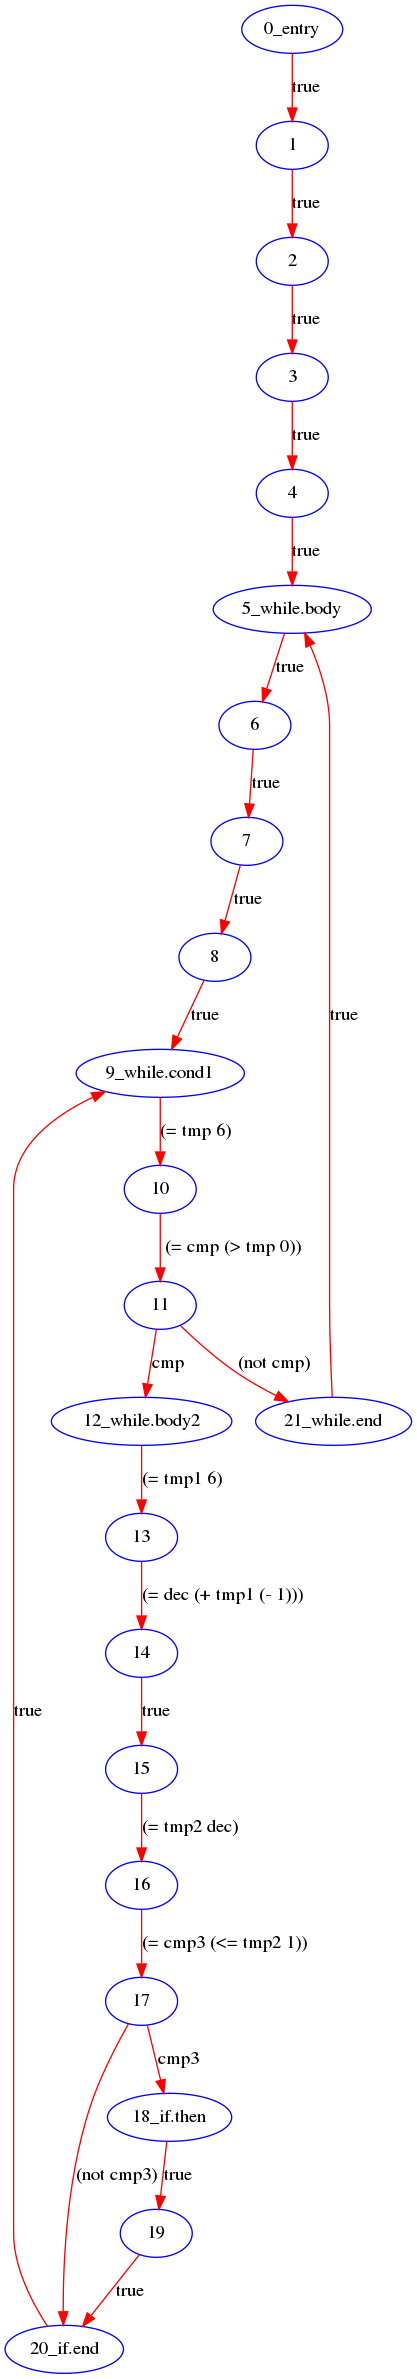 0_entry
true
1
true
2
true
3
true
4
true
5_while.body
true
6
true
7
true
8
true
true
9_while.cond1
(= tmp 6)
10
(= cmp (> tmp 0))
11
cmp
(not cmp)
12_while.body2
21_while.end
(= tmp1 6)
13
(= dec (+ tmp1 (- 1)))
14
true
true
15
(= tmp2 dec)
16
(= cmp3 (<= tmp2 1))
17
cmp3
18_if.then
(not cmp3)
true
19
true
20_if.end